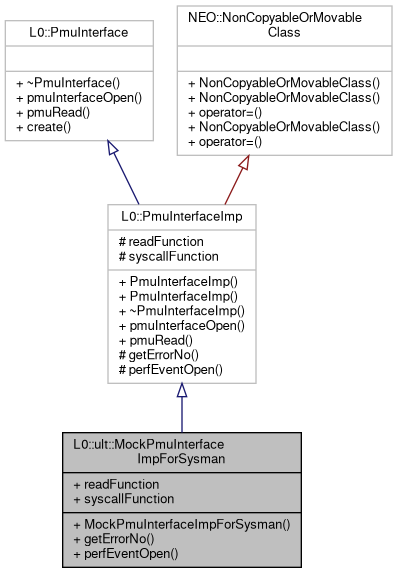 L0::PmuInterface
+ ~PmuInterface()
+ pmuInterfaceOpen()
+ pmuRead()
+ create()
NEO::NonCopyableOrMovable
Class
+ NonCopyableOrMovableClass()
+ NonCopyableOrMovableClass()
+ operator=()
+ NonCopyableOrMovableClass()
+ operator=()
L0::PmuInterfaceImp
# readFunction
# syscallFunction
+ PmuInterfaceImp()
+ PmuInterfaceImp()
+ ~PmuInterfaceImp()
+ pmuInterfaceOpen()
+ pmuRead()
# getErrorNo()
# perfEventOpen()
L0::ult::MockPmuInterface
ImpForSysman
+ readFunction
+ syscallFunction
+ MockPmuInterfaceImpForSysman()
+ getErrorNo()
+ perfEventOpen()